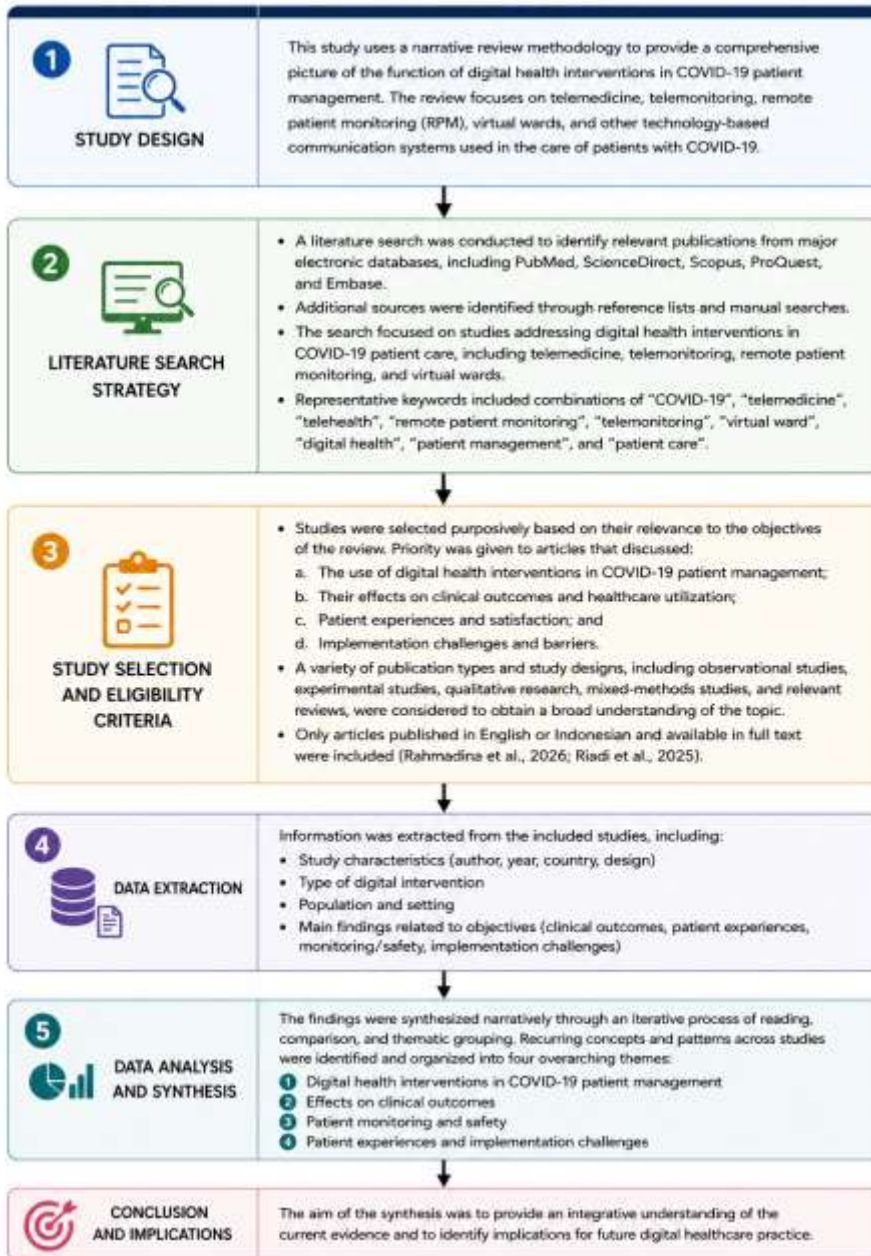 1
STUDY DESIGN
This study uses a narrative review methodology to provide a comprehensive
picture of the function of digital health interventions in COVID-19 patient
management. The review focuses on telemedicine, telemonitoring, remote
patient monitoring (RPM), virtual wards, and other technology-based
communication systems used in the care of patients with COVID-19.
2
LITERATURE SEARCH
STRATEGY
• A literature search was conducted to identify relevant publications from major
electronic databases, including PubMed, ScienceDirect, Scopus, ProQuest,
and Embase.
• Additional sources were identified through reference lists and manual searches.
• The search focused on studies addressing digital health interventions in
COVID-19 patient care, including telemedicine, telemonitoring, remote patient
monitoring, and virtual wards.
• Representative keywords included combinations of "COVID-19", "telemedicine",
"telehealth", "remote patient monitoring", "telemonitoring", "virtual ward",
"digital health", "patient management", and "patient care".
3
STUDY SELECTION
AND ELIGIBILITY
CRITERIA
• Studies were selected purposively based on their relevance to the objectives
of the review. Priority was given to articles that discussed:
a. The use of digital health interventions in COVID-19 patient management;
b. Their effects on clinical outcomes and healthcare utilization;
c. Patient experiences and satisfaction; and
d. Implementation challenges and barriers.
• A variety of publication types and study designs, including observational studies,
experimental studies, qualitative research, mixed-methods studies, and relevant
reviews, were considered to obtain a broad understanding of the topic.
• Only articles published in English or Indonesian and available in full text
were included (Rahmadina et al., 2026; Riadi et al., 2025).
4
DATA EXTRACTION
Information was extracted from the included studies, including:
• Study characteristics (author, year, country, design)
• Type of digital intervention
• Population and setting
• Main findings related to objectives (clinical outcomes, patient experiences,
monitoring/safety, implementation challenges)
5
DATA ANALYSIS
AND SYNTHESIS
The findings were synthesized narratively through an iterative process of reading,
comparison, and thematic grouping. Recurring concepts and patterns across studies
were identified and organized into four overarching themes:
1 Digital health interventions in COVID-19 patient management
2 Effects on clinical outcomes
3 Patient monitoring and safety
4 Patient experiences and implementation challenges
CONCLUSION
AND IMPLICATIONS
The aim of the synthesis was to provide an integrative understanding of the
current evidence and to identify implications for future digital healthcare practice.